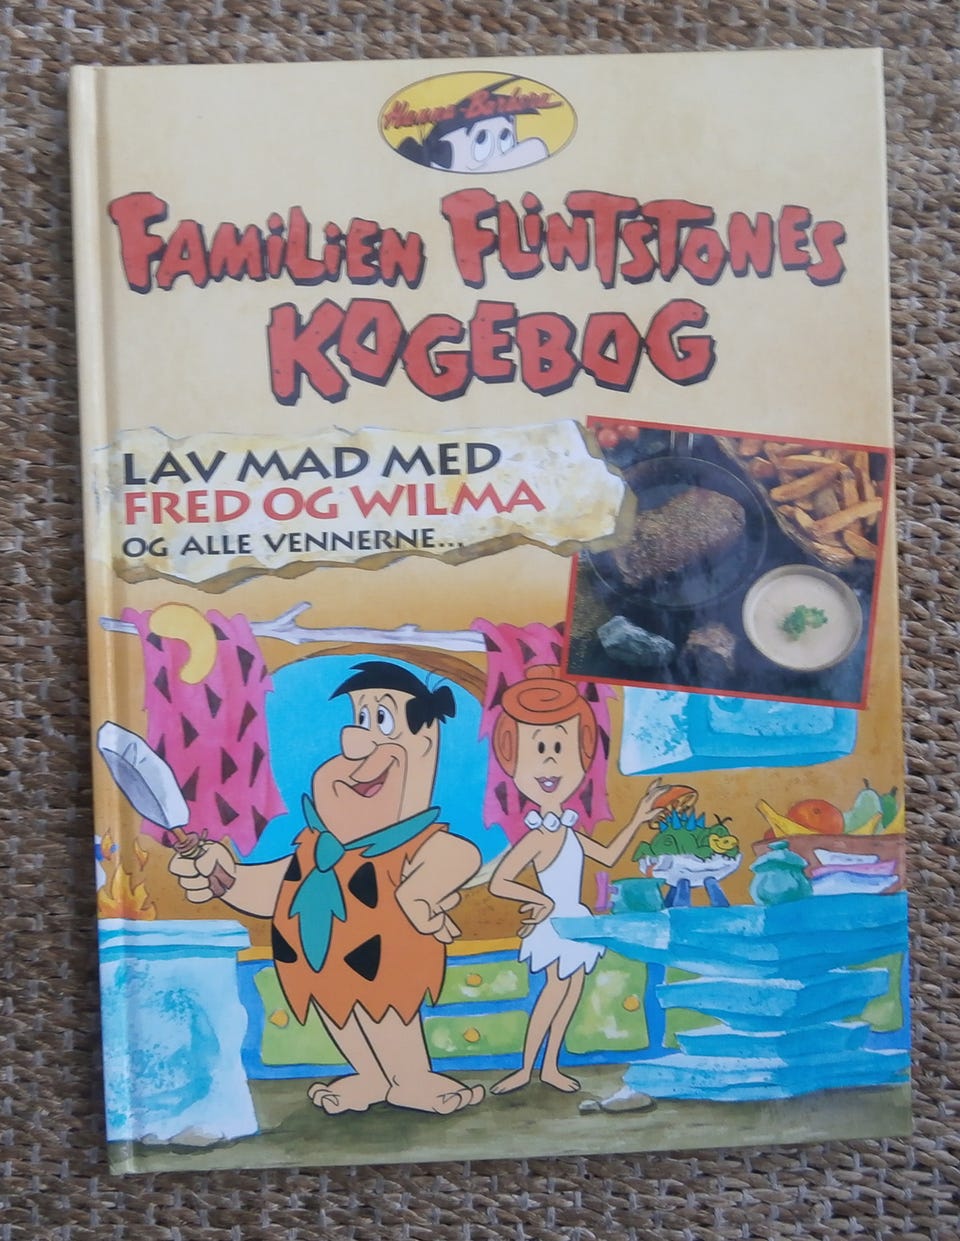 Hanna-Barbera
FAMiLiEN FLiNTSTONES
KOGEBOG
LAV MAD MED
FRED OG WILMA
OG ALLE VENNERNE...